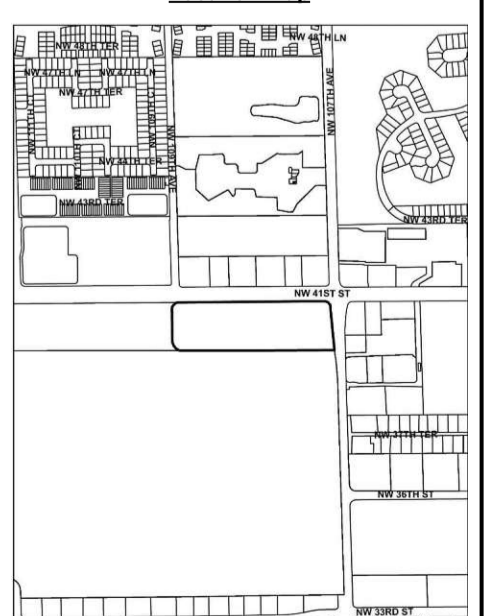 NW 48TH TER
NW 48TH LN
NW 47TH LN
NW 47TH LN
NW 47TH TER
NW 107TH AVE
NW 109TH AVE
NW 44TH TER
NW 43RD TER
NW 43RD TER
NW 41ST ST
NW 37TH TER
NW 36TH ST
NW 33RD ST